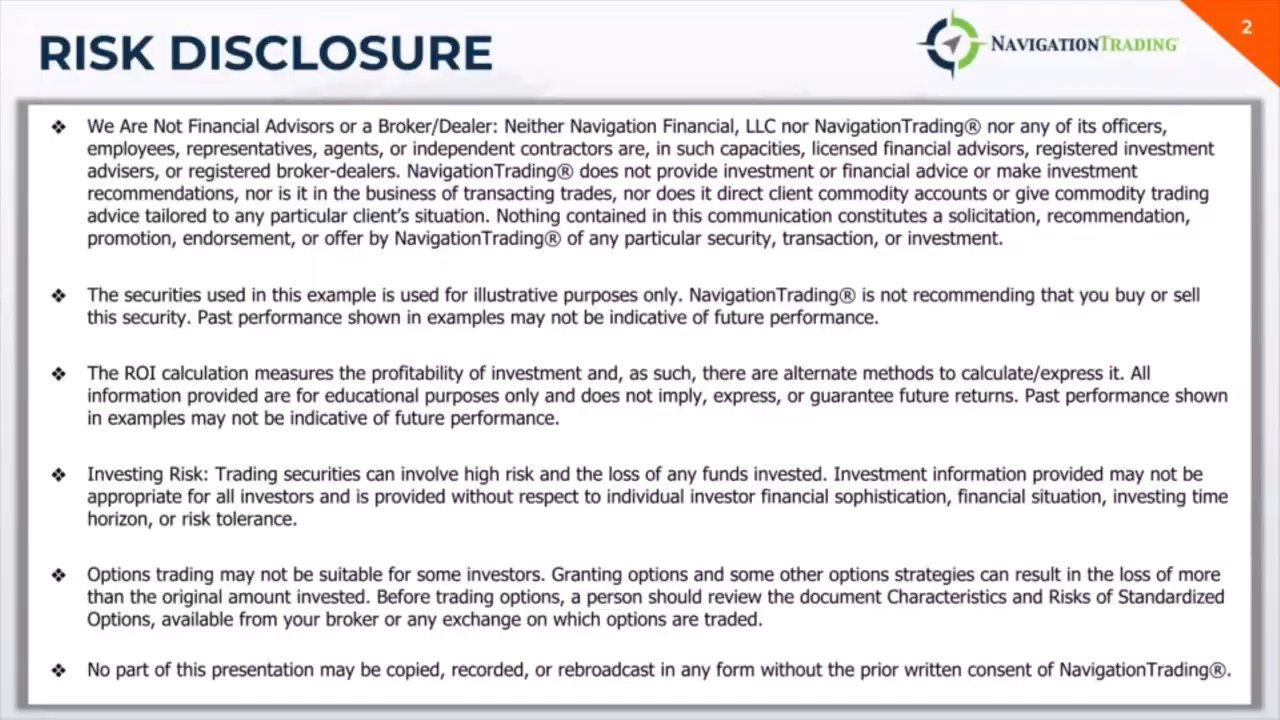 RISK DISCLOSURE
NAVIGATIONTRADING®
2
❖ We Are Not Financial Advisors or a Broker/Dealer: Neither Navigation Financial, LLC nor NavigationTrading® nor any of its officers,
employees, representatives, agents, or independent contractors are, in such capacities, licensed financial advisors, registered investment
advisers, or registered broker-dealers. NavigationTrading® does not provide investment or financial advice or make investment
recommendations, nor is it in the business of transacting trades, nor does it direct client commodity accounts or give commodity trading
advice tailored to any particular client's situation. Nothing contained in this communication constitutes a solicitation, recommendation,
promotion, endorsement, or offer by NavigationTrading® of any particular security, transaction, or investment.
❖ The securities used in this example is used for illustrative purposes only. NavigationTrading® is not recommending that you buy or sell
this security. Past performance shown in examples may not be indicative of future performance.
❖ The ROI calculation measures the profitability of investment and, as such, there are alternate methods to calculate/express it. All
information provided are for educational purposes only and does not imply, express, or guarantee future returns. Past performance shown
in examples may not be indicative of future performance.
❖ Investing Risk: Trading securities can involve high risk and the loss of any funds invested. Investment information provided may not be
appropriate for all investors and is provided without respect to individual investor financial sophistication, financial situation, investing time
horizon, or risk tolerance.
❖ Options trading may not be suitable for some investors. Granting options and some other options strategies can result in the loss of more
than the original amount invested. Before trading options, a person should review the document Characteristics and Risks of Standardized
Options, available from your broker or any exchange on which options are traded.
❖ No part of this presentation may be copied, recorded, or rebroadcast in any form without the prior written consent of NavigationTrading®.